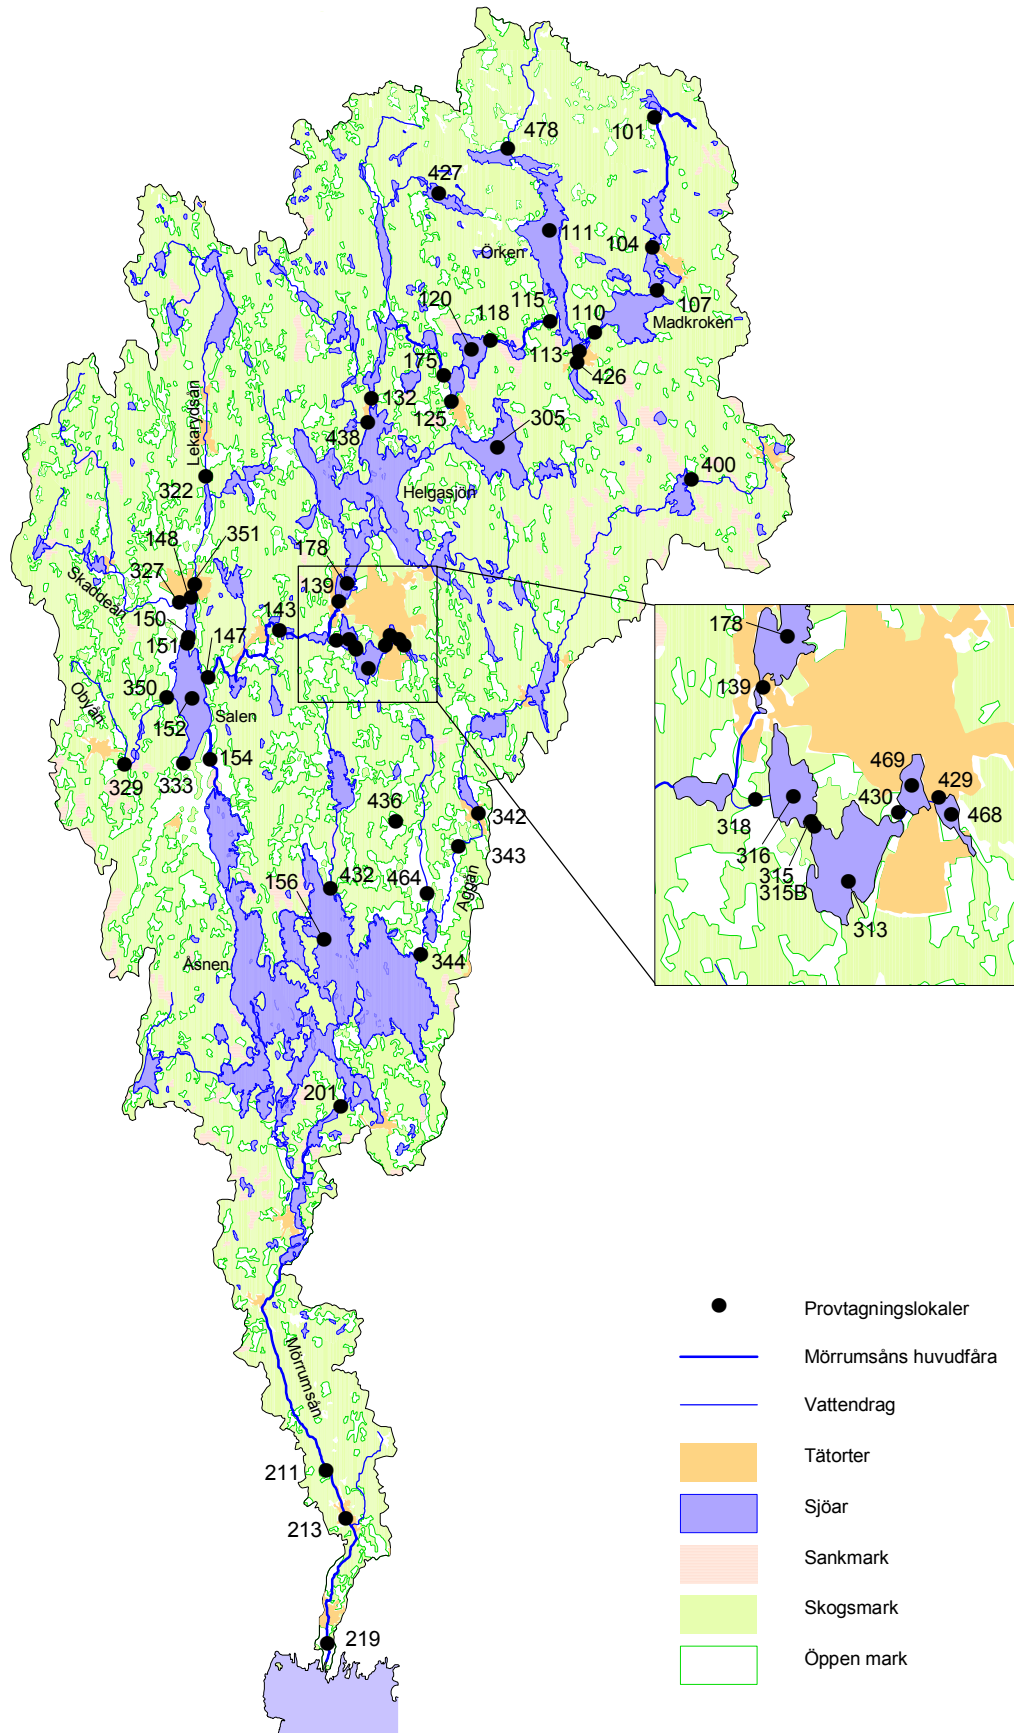 101
478
427
111
104
Örken
107
Madkroken
115
110
120
118
113
426
175
132
125
305
438
Lekarydsån
400
322
Helgasjön
148
351
327
178
Skaddeån
139
143
150
147
151
350
Öbyån
152
Salen
154
329
333
436
342
343
156
432
464
Aggån
344
Åsnen
201
Mörrumsån
211
213
219
178
139
469
429
430
318
468
316
315
315B
313
Provtagningslokaler
Mörrumsåns huvudfåra
Vattendrag
Tätorter
Sjöar
Sankmark
Skogsmark
Öppen mark